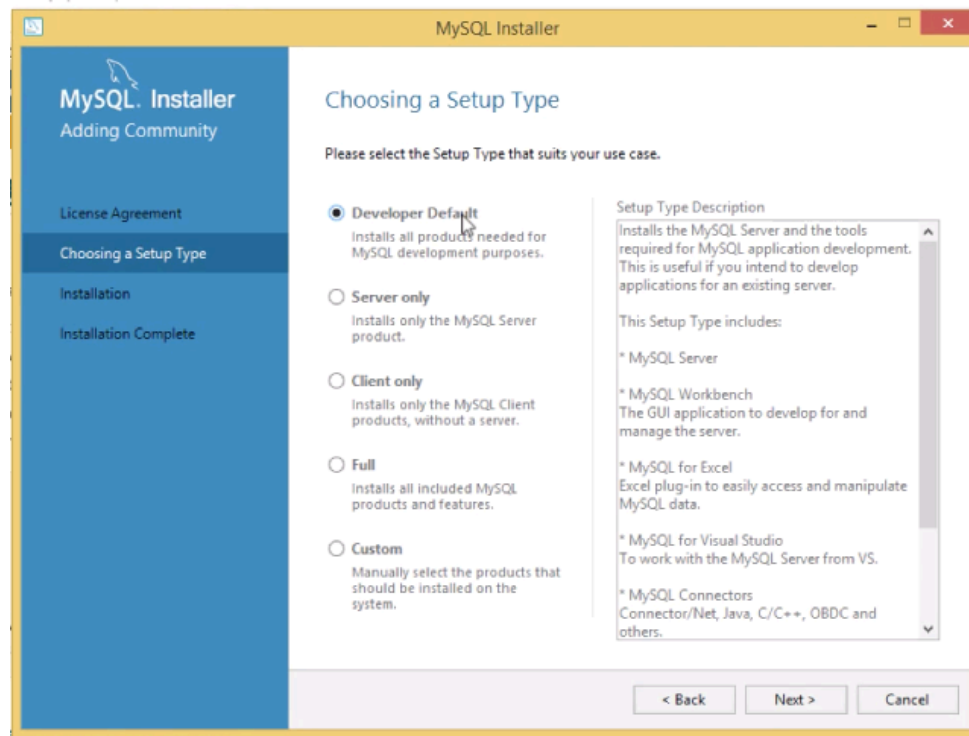 MySQL Installer
MySQL. Installer
Adding Community
License Agreement
Choosing a Setup Type
Installation
Installation Complete
Choosing a Setup Type
Please select the Setup Type that suits your use case.
Developer Default
Installs all products needed for
MySQL development purposes.
Server only
Installs only the MySQL Server
product.
Client only
Installs only the MySQL Client
products, without a server.
Full
Installs all included MySQL
products and features.
Custom
Manually select the products that
should be installed on the
system.
Setup Type Description
Installs the MySQL Server and the tools
required for MySQL application development.
This is useful if you intend to develop
applications for an existing server.
This Setup Type includes:
* MySQL Server
* MySQL Workbench
The GUI application to develop for and
manage the server.
* MySQL for Excel
Excel plug-in to easily access and manipulate
MySQL data.
* MySQL for Visual Studio
To work with the MySQL Server from VS.
* MySQL Connectors
Connector/Net, Java, C/C++, OBDC and
others.
< Back
Next >
Cancel